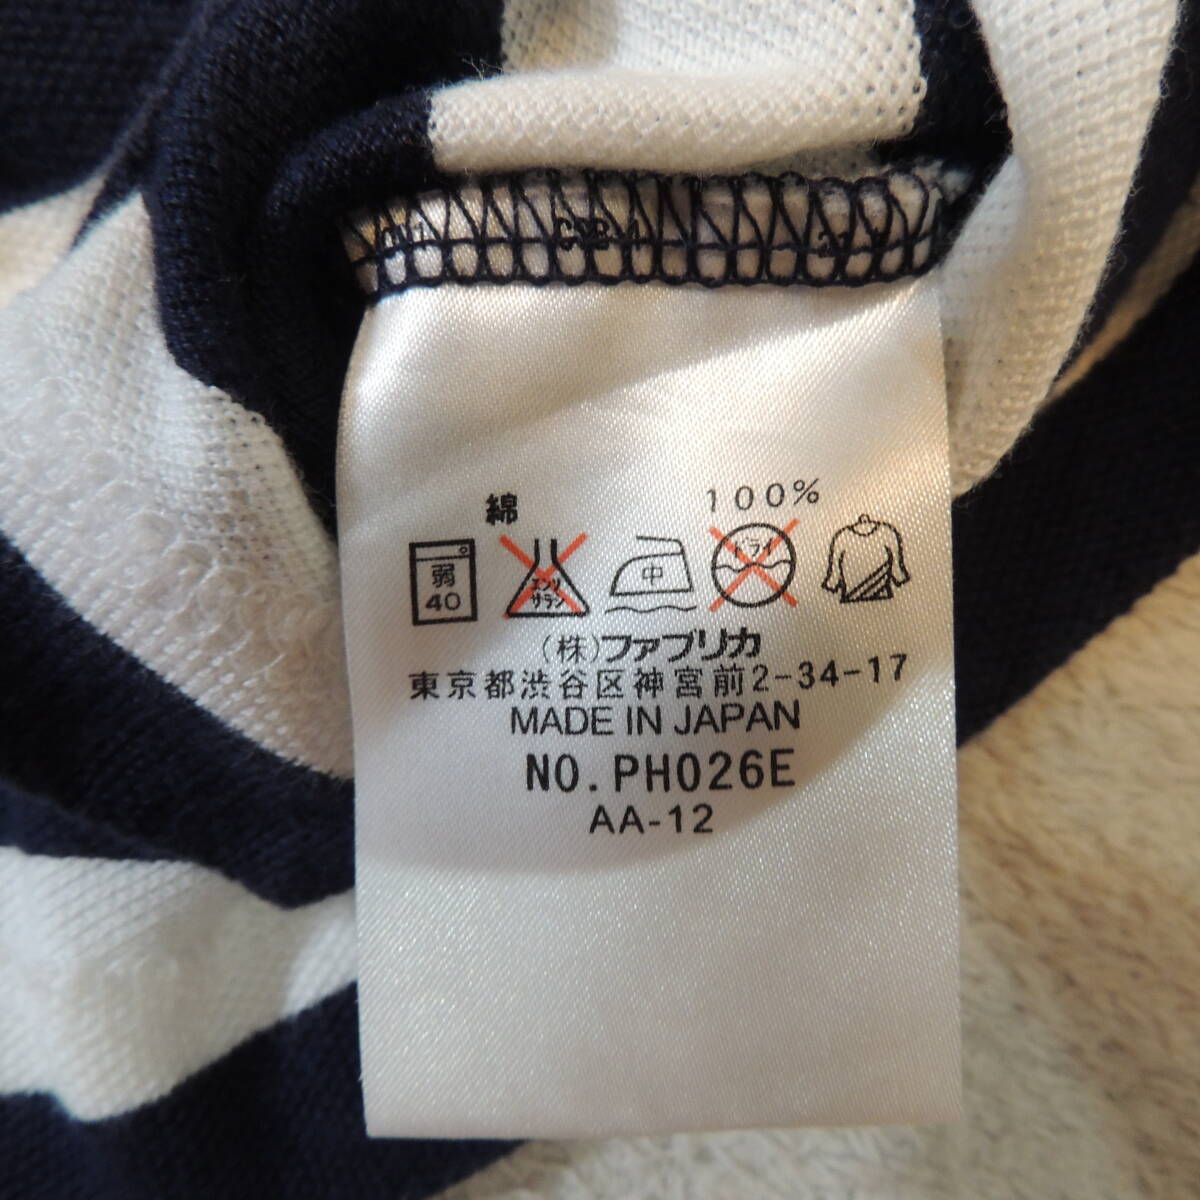 綿 100%
弱 40 エンソ サラシ 中 ドライ
(株)ファブリカ
東京都渋谷区神宮前2-34-17
MADE IN JAPAN
NO.PH026E
AA-12